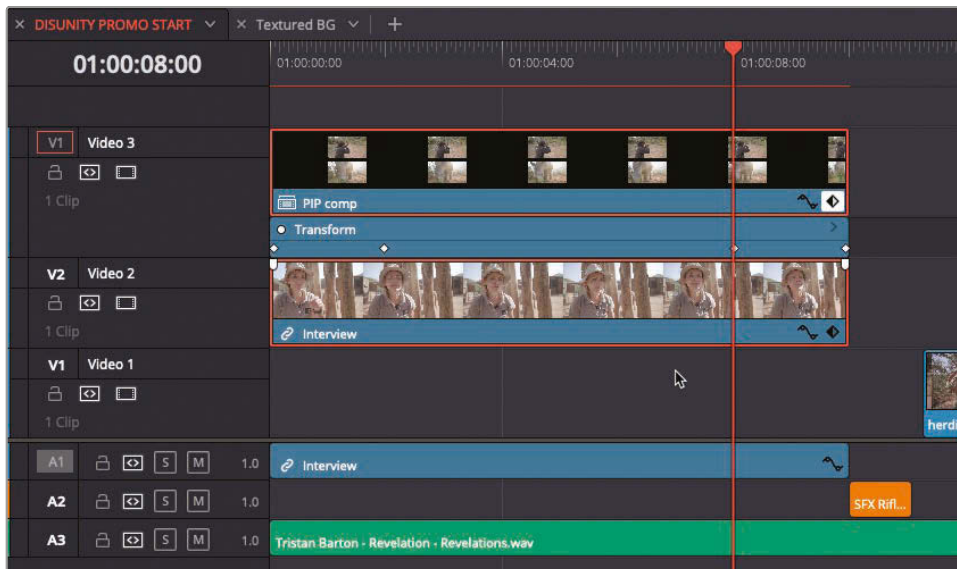 × DISUNITY PROMO START × Textured BG +
01:00:08:00
01:00:00:00 01:00:04:00 01:00:08:00
V1 Video 3
1 Clip
PIP comp
Transform
V2 Video 2
1 Clip
Interview
V1 Video 1
1 Clip
herdi
A1 S M 1.0 Interview
A2 S M 1.0 SFX Rifl...
A3 S M 1.0 Tristan Barton - Revelation - Revelations.wav